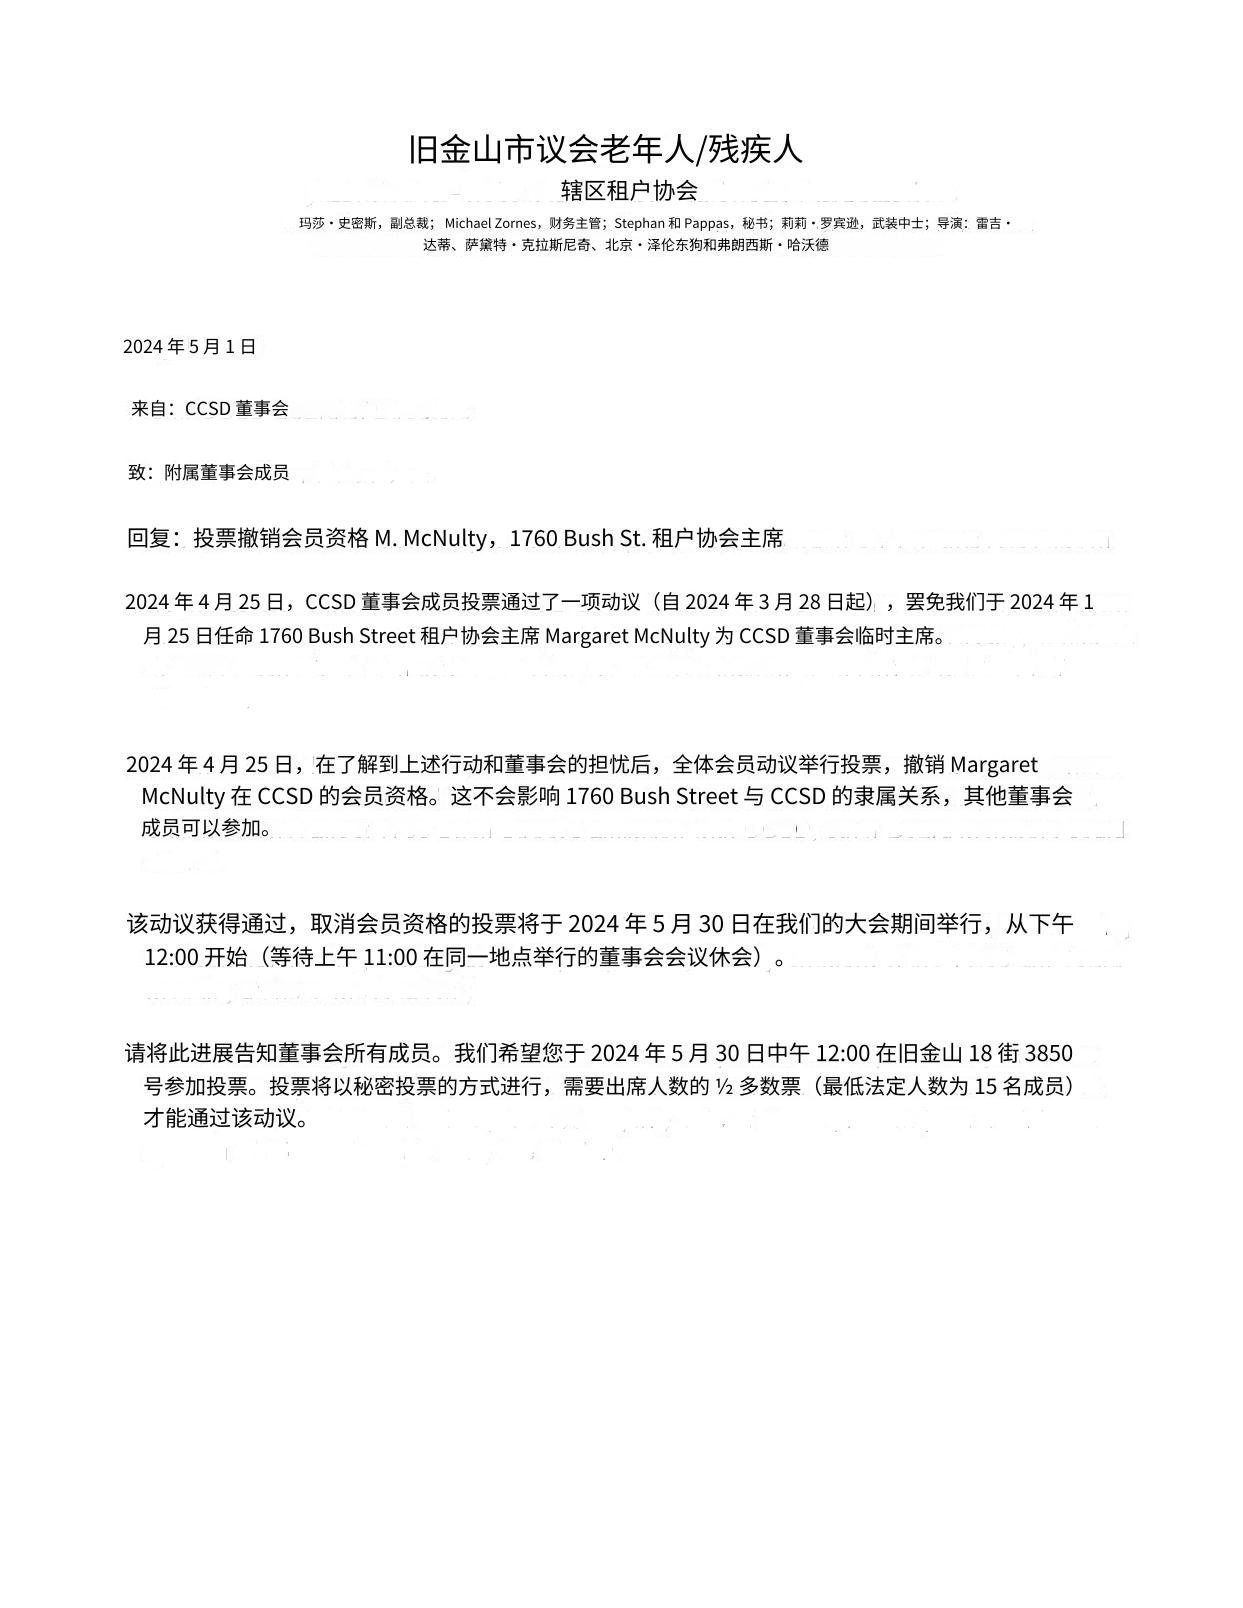 旧金山市议会老年人/残疾人
辖区租户协会
玛莎·史密斯，副总裁； Michael Zornes，财务主管；Stephan 和 Pappas，秘书；莉莉·罗宾逊，武装中士；导演：雷吉·
达蒂、萨黛特·克拉斯尼奇、北京·泽伦东狗和弗朗西斯·哈沃德
2024 年 5 月 1 日
来自：CCSD 董事会
致：附属董事会成员
回复：投票撤销会员资格 M. McNulty，1760 Bush St. 租户协会主席
2024 年 4 月 25 日，CCSD 董事会成员投票通过了一项动议（自 2024 年 3 月 28 日起），罢免我们于 2024 年 1
月 25 日任命 1760 Bush Street 租户协会主席 Margaret McNulty 为 CCSD 董事会临时主席。
2024 年 4 月 25 日，在了解到上述行动和董事会的担忧后，全体会员动议举行投票，撤销 Margaret
McNulty 在 CCSD 的会员资格。这不会影响 1760 Bush Street 与 CCSD 的隶属关系，其他董事会
成员可以参加。
该动议获得通过，取消会员资格的投票将于 2024 年 5 月 30 日在我们的大会期间举行，从下午
12:00 开始（等待上午 11:00 在同一地点举行的董事会会议休会）。
请将此进展告知董事会所有成员。我们希望您于 2024 年 5 月 30 日中午 12:00 在旧金山 18 街 3850
号参加投票。投票将以秘密投票的方式进行，需要出席人数的 ½ 多数票（最低法定人数为 15 名成员）
才能通过该动议。